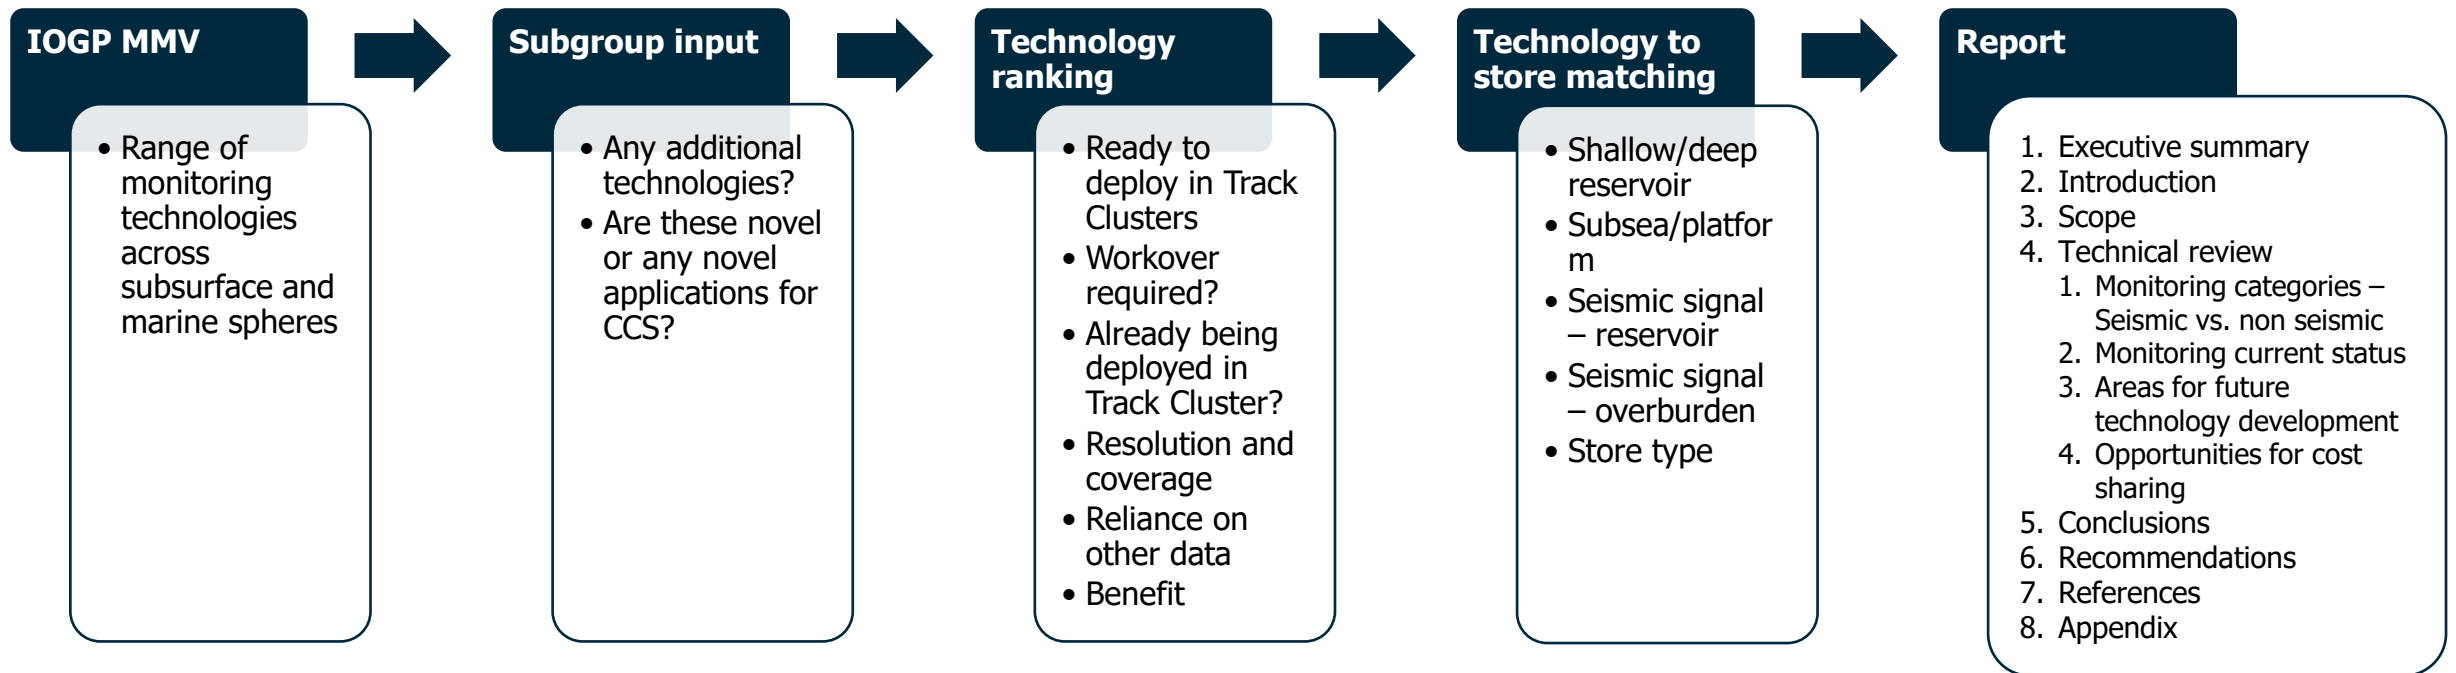 IOGP MMV
• Range of
monitoring
technologies
across
subsurface and
marine spheres
Subgroup input
• Any additional
technologies?
• Are these novel
or any novel
applications for
CCS?
Technology
ranking
• Ready to
deploy in Track
Clusters
• Workover
required?
• Already being
deployed in
Track Cluster?
• Resolution and
coverage
• Reliance on
other data
• Benefit
Technology to
store matching
• Shallow/deep
reservoir
• Subsea/platfor
m
• Seismic signal
– reservoir
• Seismic signal
– overburden
• Store type
Report
1. Executive summary
2. Introduction
3. Scope
4. Technical review
1. Monitoring categories –
Seismic vs. non seismic
2. Monitoring current status
3. Areas for future
technology development
4. Opportunities for cost
sharing
5. Conclusions
6. Recommendations
7. References
8. Appendix